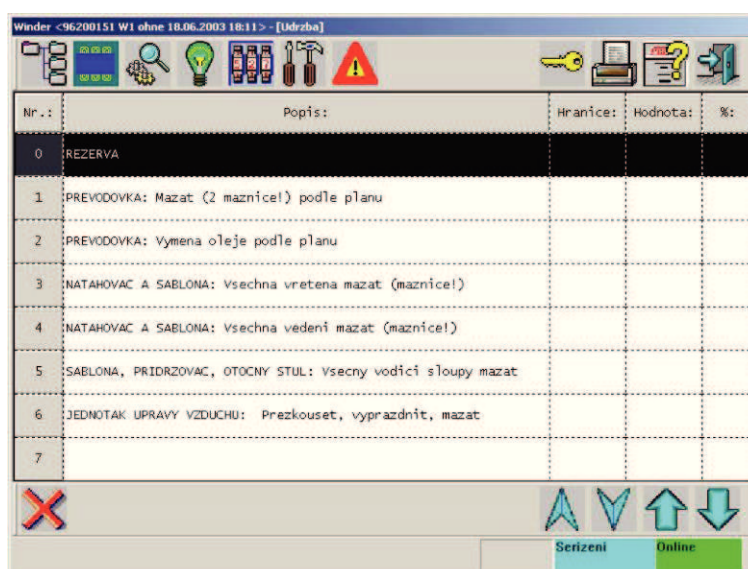 Winder <96200151 W1 ohne 18.06.2003 18:11> - [Udrzba]
Nr.: Popis: Hranice: Hodnota: %:
0 REZERVA
1 PREVODOVKA: Mazat (2 maznice!) podle planu
2 PREVODOVKA: Vymena oleje podle planu
3 NATAHOVAC A SABLONA: Vsechna vretena mazat (maznice!)
4 NATAHOVAC A SABLONA: Vsechna vedeni mazat (maznice!)
5 SABLONA, PRIDRZOVAC, OTOCNY STUL: Vsecny vodici sloupy mazat
6 JEDNOTAK UPRAVY VZDUCHU: Prezkouset, vyprazdnit, mazat
7
Serizeni Online